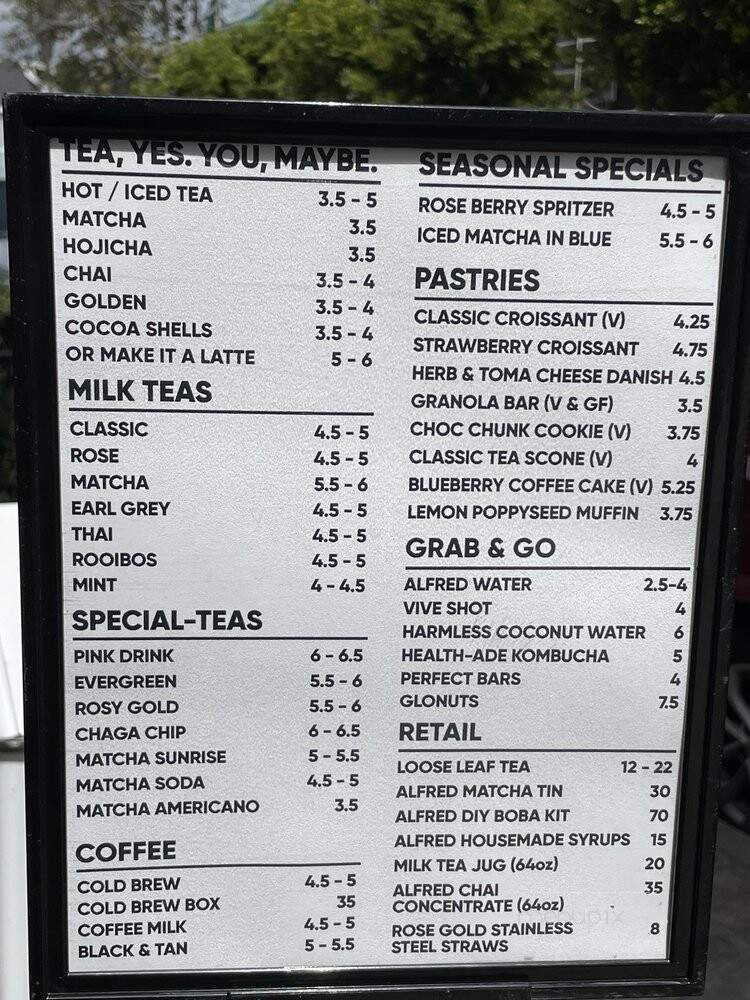 TEA, YES. YOU, MAYBE.
HOT / ICED TEA 3.5 - 5
MATCHA 3.5
HOJICHA 3.5
CHAI 3.5 - 4
GOLDEN 3.5 - 4
COCOA SHELLS 3.5 - 4
OR MAKE IT A LATTE 5 - 6
MILK TEAS
CLASSIC 4.5 - 5
ROSE 4.5 - 5
MATCHA 5.5 - 6
EARL GREY 4.5 - 5
THAI 4.5 - 5
ROOIBOS 4.5 - 5
MINT 4 - 4.5
SPECIAL-TEAS
PINK DRINK 6 - 6.5
EVERGREEN 5.5 - 6
ROSY GOLD 5.5 - 6
CHAGA CHIP 6 - 6.5
MATCHA SUNRISE 5 - 5.5
MATCHA SODA 4.5 - 5
MATCHA AMERICANO 3.5
COFFEE
COLD BREW 4.5 - 5
COLD BREW BOX 35
COFFEE MILK 4.5 - 5
BLACK & TAN 5 - 5.5
SEASONAL SPECIALS
ROSE BERRY SPRITZER 4.5 - 5
ICED MATCHA IN BLUE 5.5 - 6
PASTRIES
CLASSIC CROISSANT (V) 4.25
STRAWBERRY CROISSANT 4.75
HERB & TOMA CHEESE DANISH 4.5
GRANOLA BAR (V & GF) 3.5
CHOC CHUNK COOKIE (V) 3.75
CLASSIC TEA SCONE (V) 4
BLUEBERRY COFFEE CAKE (V) 5.25
LEMON POPPYSEED MUFFIN 3.75
GRAB & GO
ALFRED WATER 2.5-4
VIVE SHOT 4
HARMLESS COCONUT WATER 6
HEALTH-ADE KOMBUCHA 5
PERFECT BARS 4
GLONUTS 7.5
RETAIL
LOOSE LEAF TEA 12 - 22
ALFRED MATCHA TIN 30
ALFRED DIY BOBA KIT 70
ALFRED HOUSEMADE SYRUPS 15
MILK TEA JUG (64oz) 20
ALFRED CHAI 35
CONCENTRATE (64oz)
ROSE GOLD STAINLESS 8
STEEL STRAWS